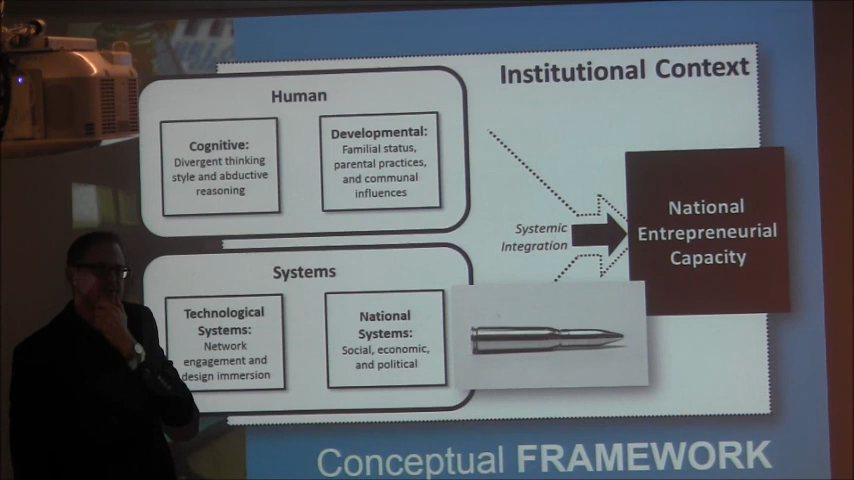 Institutional Context
Human
Cognitive:
Divergent thinking
style and abductive
reasoning
Developmental:
Familial status,
parental practices,
and communal
influences
Systems
Technological
Systems:
Network
engagement and
design immersion
National
Systems:
Social, economic,
and political
Systemic
Integration
National
Entrepreneurial
Capacity
Conceptual FRAMEWORK